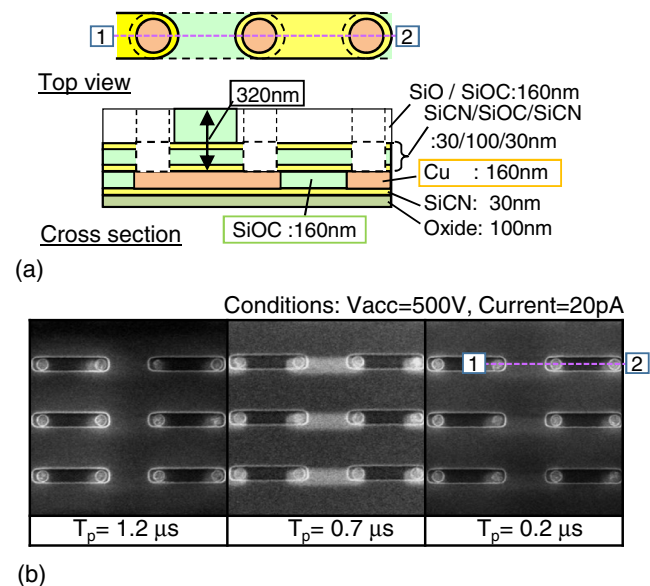 (a)
1
2
Top view
320nm
SiO / SiOC:160nm
SiCN/SiOC/SiCN
:30/100/30nm
Cu : 160nm
SiCN: 30nm
SiOC :160nm
Oxide: 100nm
Cross section
(b)
Conditions: Vacc=500V, Current=20pA
1
2
Tp= 1.2 μs
Tp= 0.7 μs
Tp= 0.2 μs